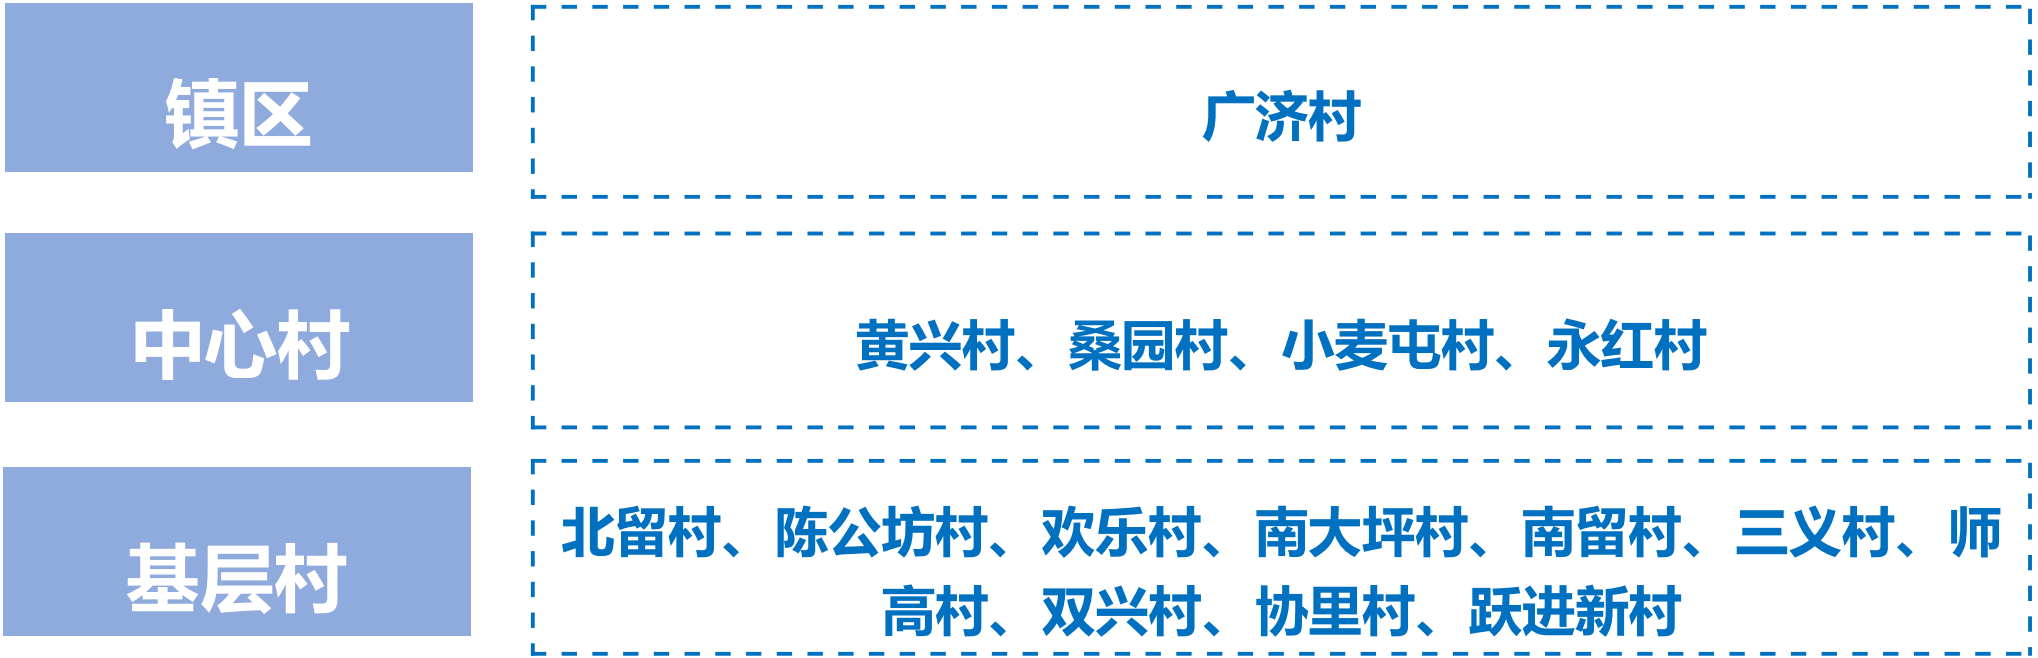 镇区
广济村
中心村
黄兴村、桑园村、小麦屯村、永红村
基层村
北留村、陈公坊村、欢乐村、南大坪村、南留村、三义村、师
高村、双兴村、协里村、跃进新村